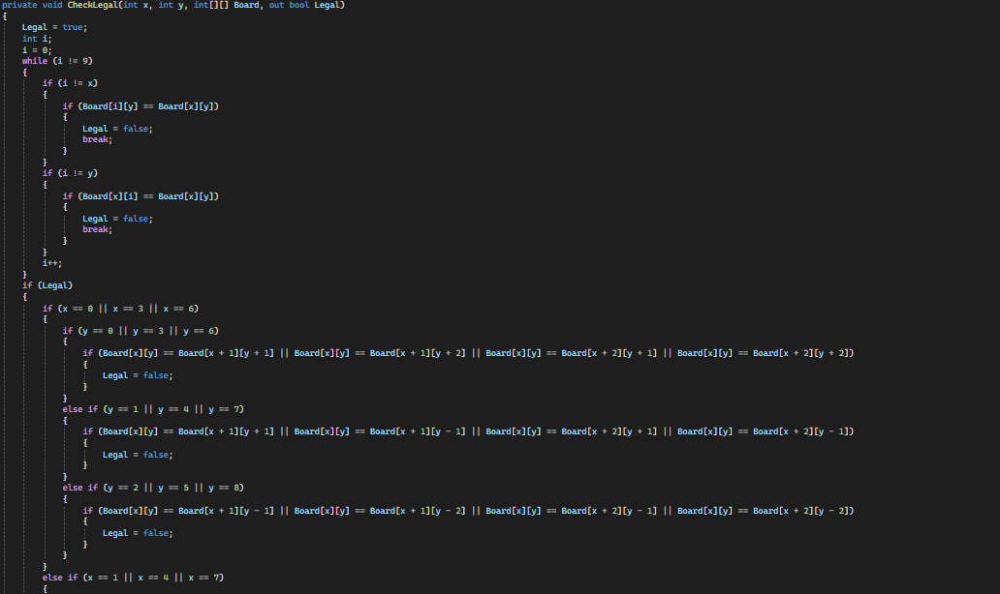 private void CheckLegal(int x, int y, int[][] Board, out bool Legal)
{
Legal = true;
int i;
i = 0;
while (i != 9)
{
if (i != x)
{
if (Board[i][y] == Board[x][y])
{
Legal = false;
break;
}
}
if (i != y)
{
if (Board[x][i] == Board[x][y])
{
Legal = false;
break;
}
}
i++;
}
if (Legal)
{
if (x == 0 || x == 3 || x == 6)
{
if (y == 0 || y == 3 || y == 6)
{
if (Board[x][y] == Board[x + 1][y + 1] || Board[x][y] == Board[x + 1][y + 2] || Board[x][y] == Board[x + 2][y + 1] || Board[x][y] == Board[x + 2][y + 2])
{
Legal = false;
}
}
else if (y == 1 || y == 4 || y == 7)
{
if (Board[x][y] == Board[x + 1][y + 1] || Board[x][y] == Board[x + 1][y - 1] || Board[x][y] == Board[x + 2][y + 1] || Board[x][y] == Board[x + 2][y - 1])
{
Legal = false;
}
}
else if (y == 2 || y == 5 || y == 8)
{
if (Board[x][y] == Board[x + 1][y - 1] || Board[x][y] == Board[x + 1][y - 2] || Board[x][y] == Board[x + 2][y - 1] || Board[x][y] == Board[x + 2][y - 2])
{
Legal = false;
}
}
}
else if (x == 1 || x == 4 || x == 7)
{